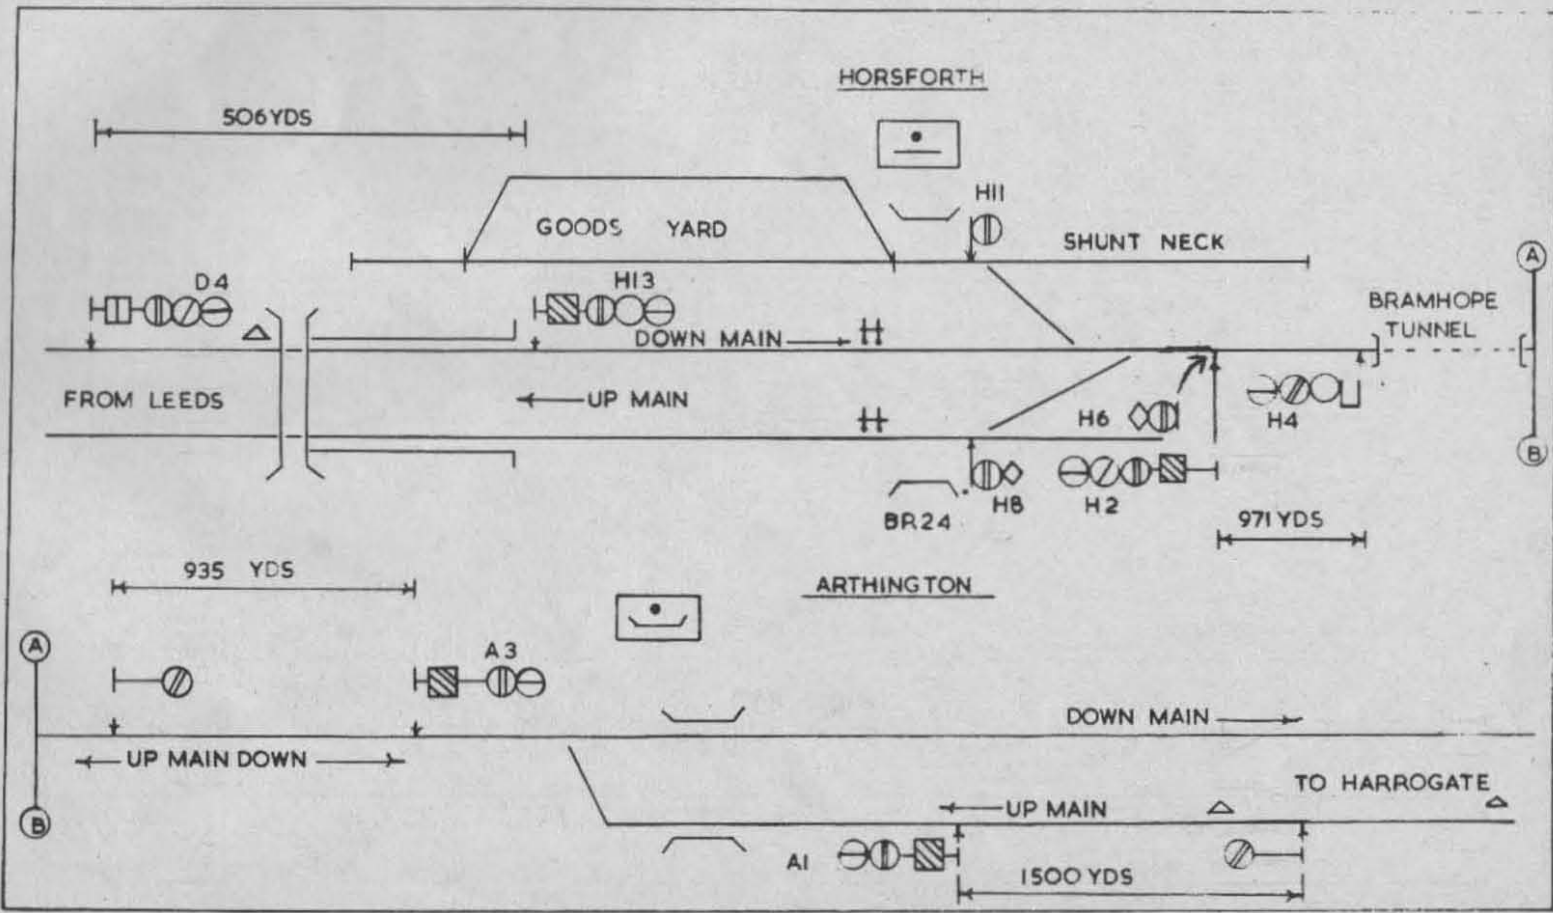 HORSFORTH
506 YDS
H11
GOODS YARD
SHUNT NECK
A
D4
H13
BRAMHOPE
TUNNEL
DOWN MAIN
FROM LEEDS
UP MAIN
H6
H4
B
BR24
H8
H2
971 YDS
935 YDS
ARTHINGTON
A
A3
DOWN MAIN
UP MAIN DOWN
TO HARROGATE
UP MAIN
B
A1
1500 YDS